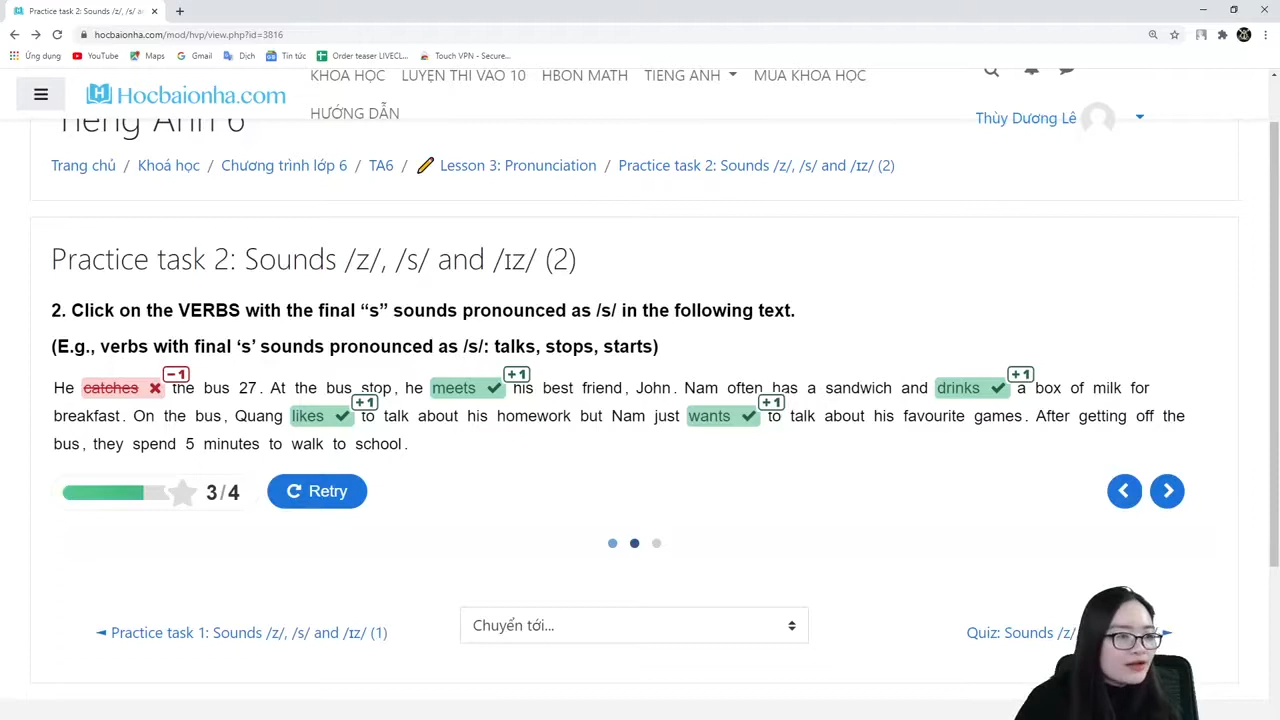 Practice task 2: Sounds /z/, /s/ a
hocbaionha.com/mod/hvp/view.php?id=3816
Ứng dụng YouTube Maps Gmail Dịch Tin tức Order teaser LIVECL... Touch VPN - Secure...
KHOÁ HỌC LUYỆN THI VÀO 10 HBON MATH TIẾNG ANH MUA KHÓA HỌC
Hocbaionha.com
HƯỚNG DẪN
Thùy Dương Lê
Tiếng Anh 6
Trang chủ / Khoá học / Chương trình lớp 6 / TA6 / Lesson 3: Pronunciation / Practice task 2: Sounds /z/, /s/ and /ɪz/ (2)
Practice task 2: Sounds /z/, /s/ and /ɪz/ (2)
2. Click on the VERBS with the final “s” sounds pronounced as /s/ in the following text.
(E.g., verbs with final ‘s’ sounds pronounced as /s/: talks, stops, starts)
−1 +1 +1
He catches the bus 27. At the bus stop, he meets his best friend, John. Nam often has a sandwich and drinks a box of milk for
+1 +1
breakfast. On the bus, Quang likes to talk about his homework but Nam just wants to talk about his favourite games. After getting off the
bus, they spend 5 minutes to walk to school.
3/4 Retry
Chuyển tới...
◄ Practice task 1: Sounds /z/, /s/ and /ɪz/ (1)
Quiz: Sounds /z/ ►